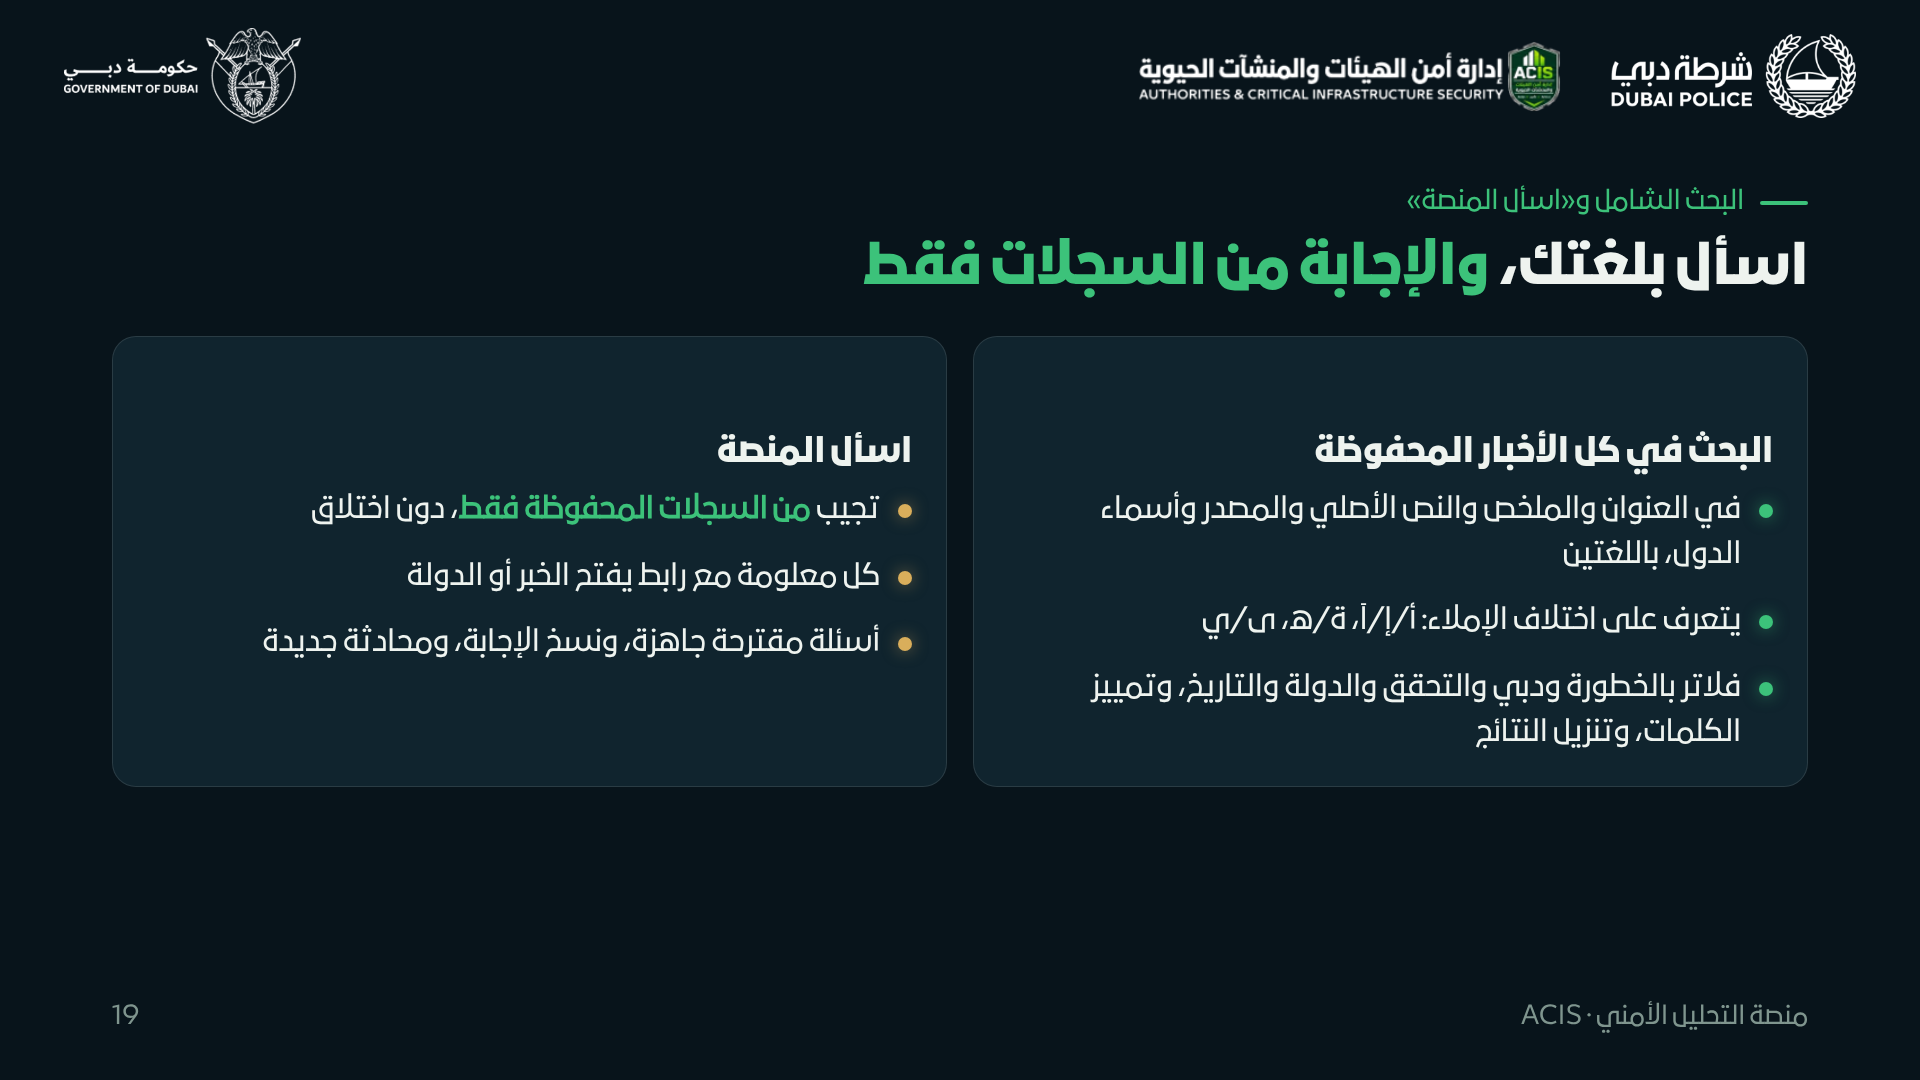 شرطة دبي
DUBAI POLICE
إدارة أمن الهيئات والمنشآت الحيوية
AUTHORITIES & CRITICAL INFRASTRUCTURE SECURITY
ACIS
حكومة دبي
GOVERNMENT OF DUBAI
البحث الشامل و«اسأل المنصة»
اسأل بلغتك، والإجابة من السجلات فقط
البحث في كل الأخبار المحفوظة
في العنوان والملخص والنص الأصلي والمصدر وأسماء
الدول، باللغتين
يتعرف على اختلاف الإملاء: أ/إ/آ، ة/ه، ى/ي
فلاتر بالخطورة ودبي والتحقق والدولة والتاريخ، وتمييز
الكلمات، وتنزيل النتائج
اسأل المنصة
تجيب من السجلات المحفوظة فقط، دون اختلاق
كل معلومة مع رابط يفتح الخبر أو الدولة
أسئلة مقترحة جاهزة، ونسخ الإجابة، ومحادثة جديدة
منصة التحليل الأمني · ACIS
19